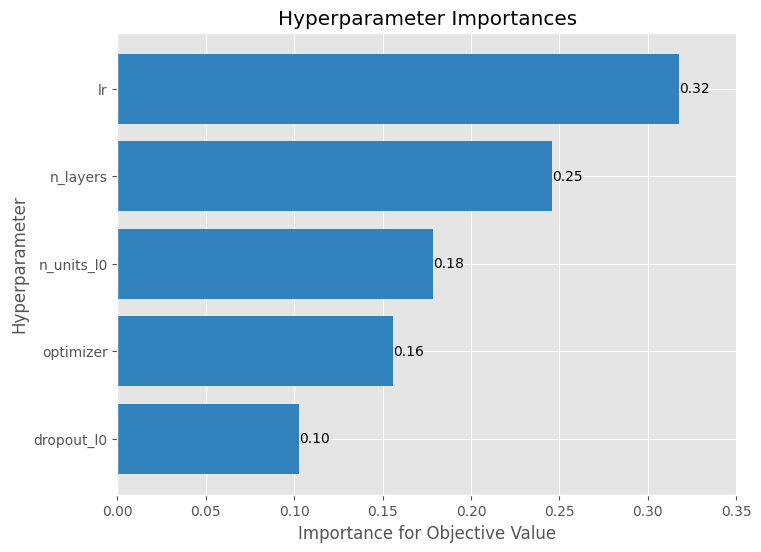 Hyperparameter Importances
Hyperparameter
lr
0.32
n_layers
0.25
n_units_l0
0.18
optimizer
0.16
dropout_l0
0.10
0.00 0.05 0.10 0.15 0.20 0.25 0.30 0.35
Importance for Objective Value